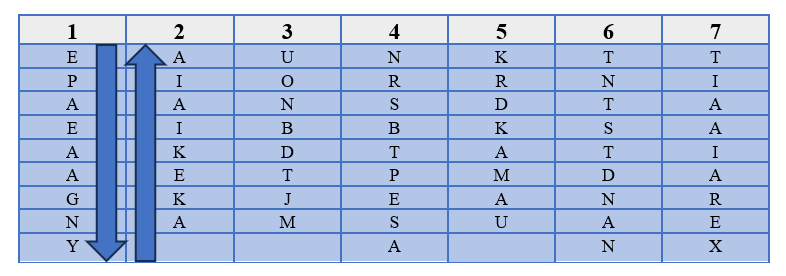 1 2 3 4 5 6 7
E A U N K T T
P I O R R N I
A A N S D T A
E I B B K S A
A K D T A T I
A E T P M D A
G K J E A N R
N A M S U A E
Y A N X